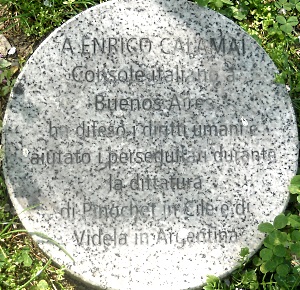 A ENRICO CALAMAI
Console italiano a
Buenos Aires
ha difeso i diritti umani e
aiutato i perseguitati durante
la dittatura
di Pinochet in Cile e di
Videla in Argentina